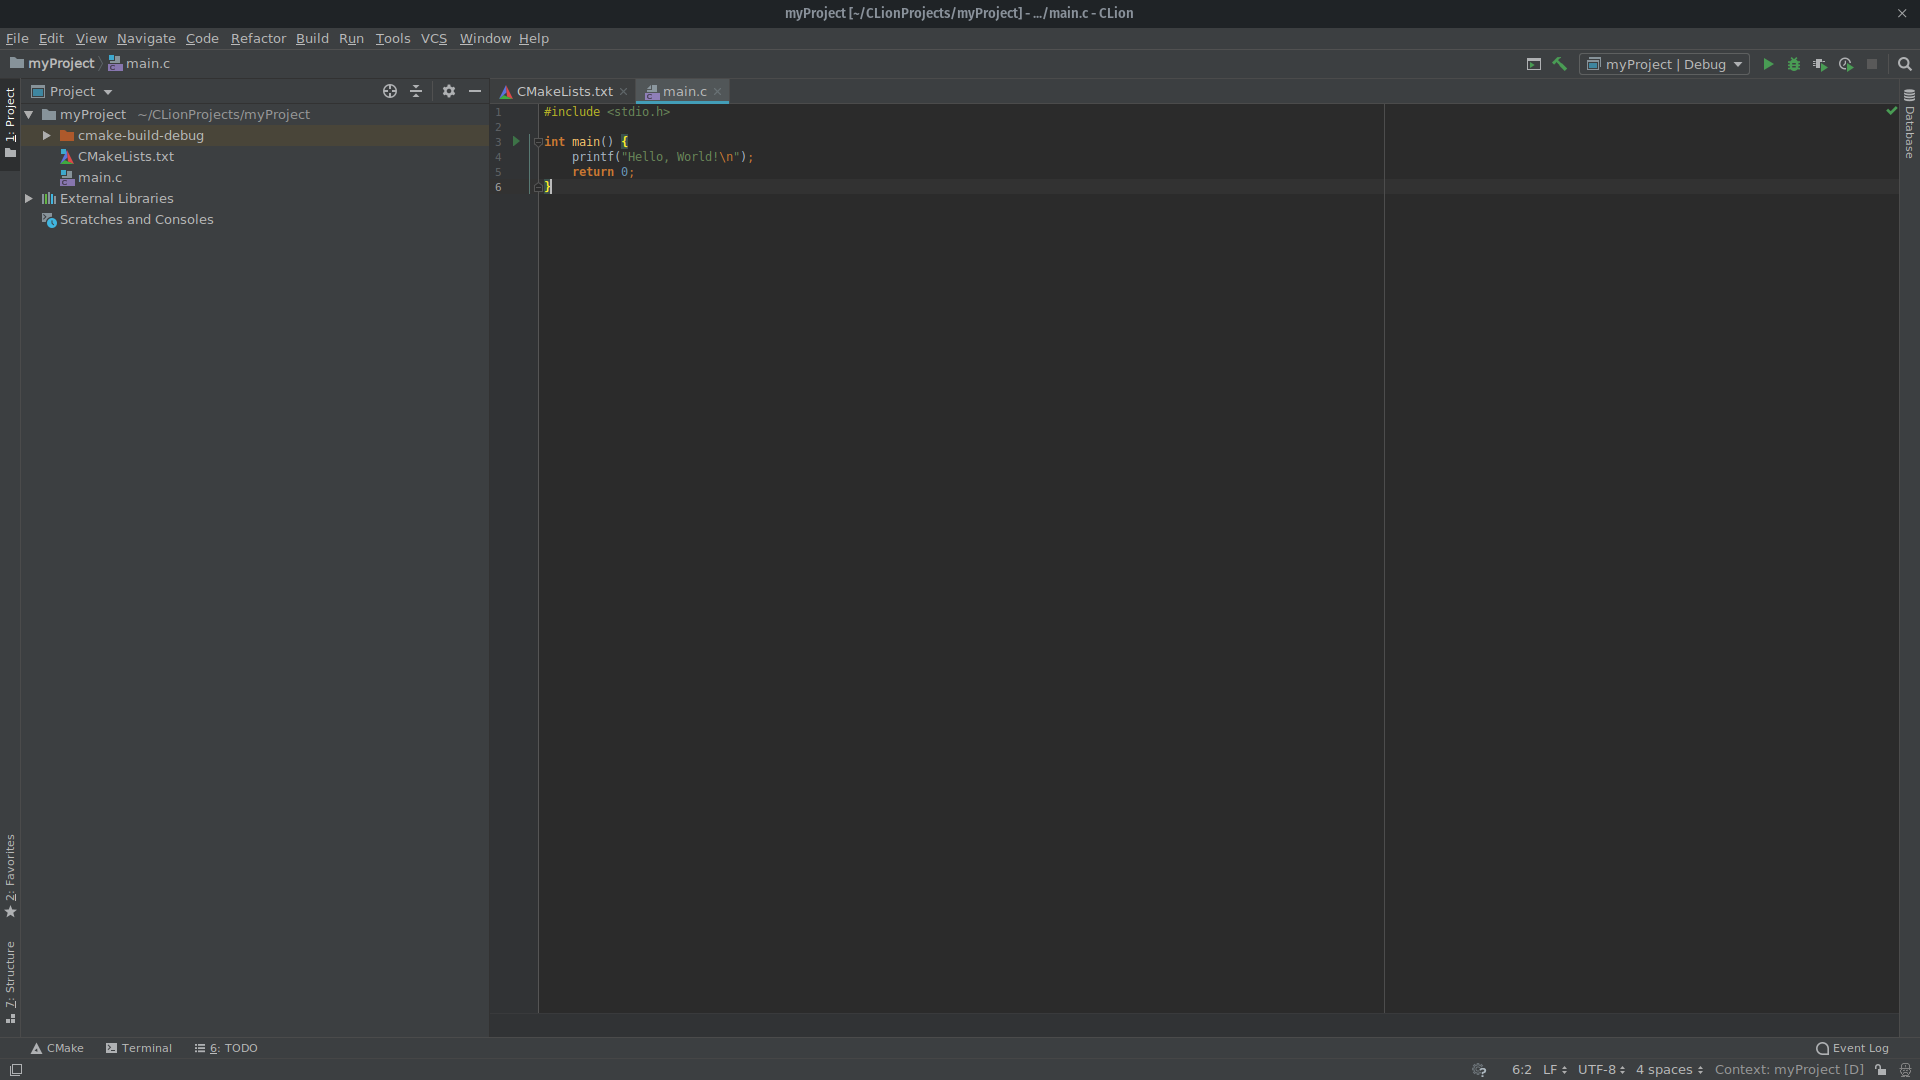 myProject [~/CLionProjects/myProject] - .../main.c - CLion
File Edit View Navigate Code Refactor Build Run Tools VCS Window Help
myProject main.c
myProject | Debug
1: Project
Project
myProject ~/CLionProjects/myProject
cmake-build-debug
CMakeLists.txt
main.c
External Libraries
Scratches and Consoles
CMakeLists.txt main.c
1 #include <stdio.h>
2
3 int main() {
4     printf("Hello, World!\n");
5     return 0;
6 }
Database
2: Favorites
7: Structure
CMake Terminal 6: TODO Event Log
6:2 LF UTF-8 4 spaces Context: myProject [D]